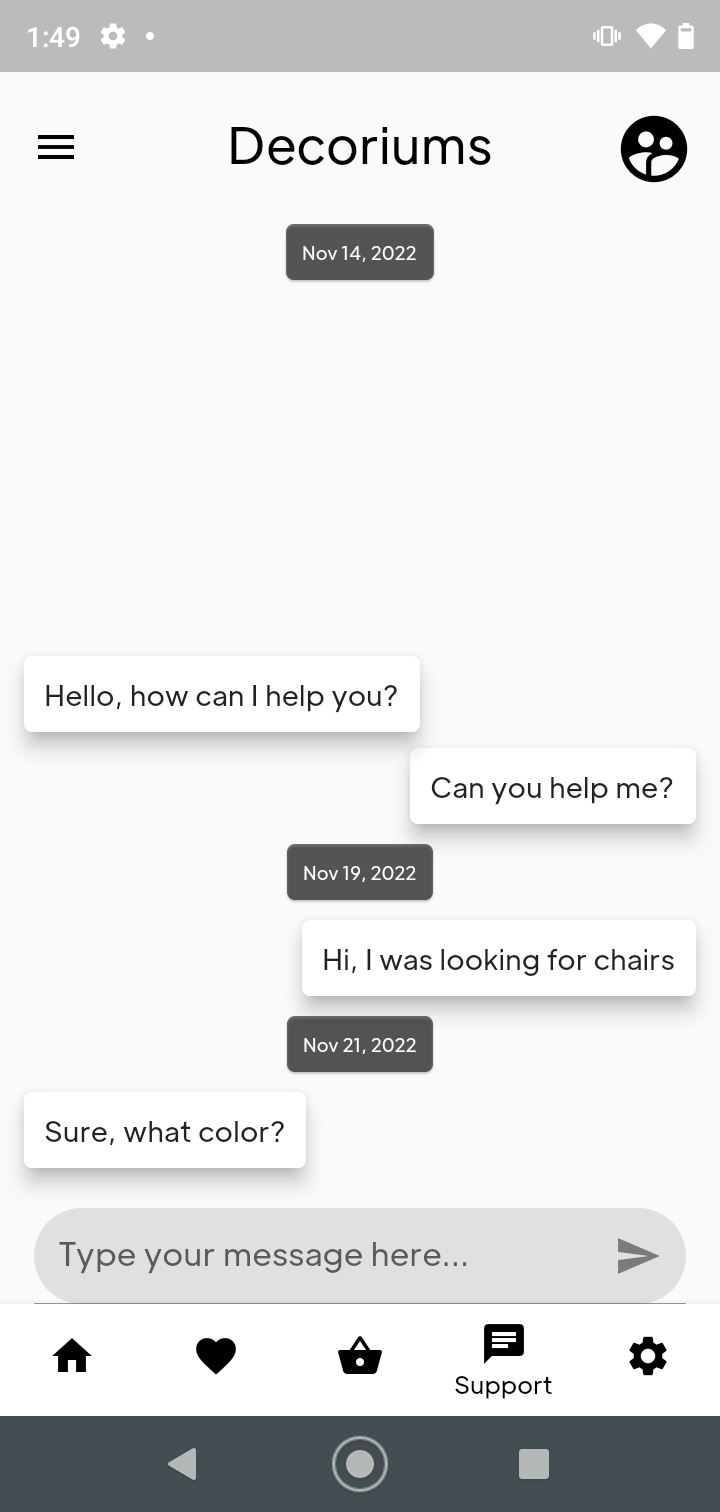 1:49
Decoriums
Nov 14, 2022
Hello, how can I help you?
Can you help me?
Nov 19, 2022
Hi, I was looking for chairs
Nov 21, 2022
Sure, what color?
Type your message here...
Support